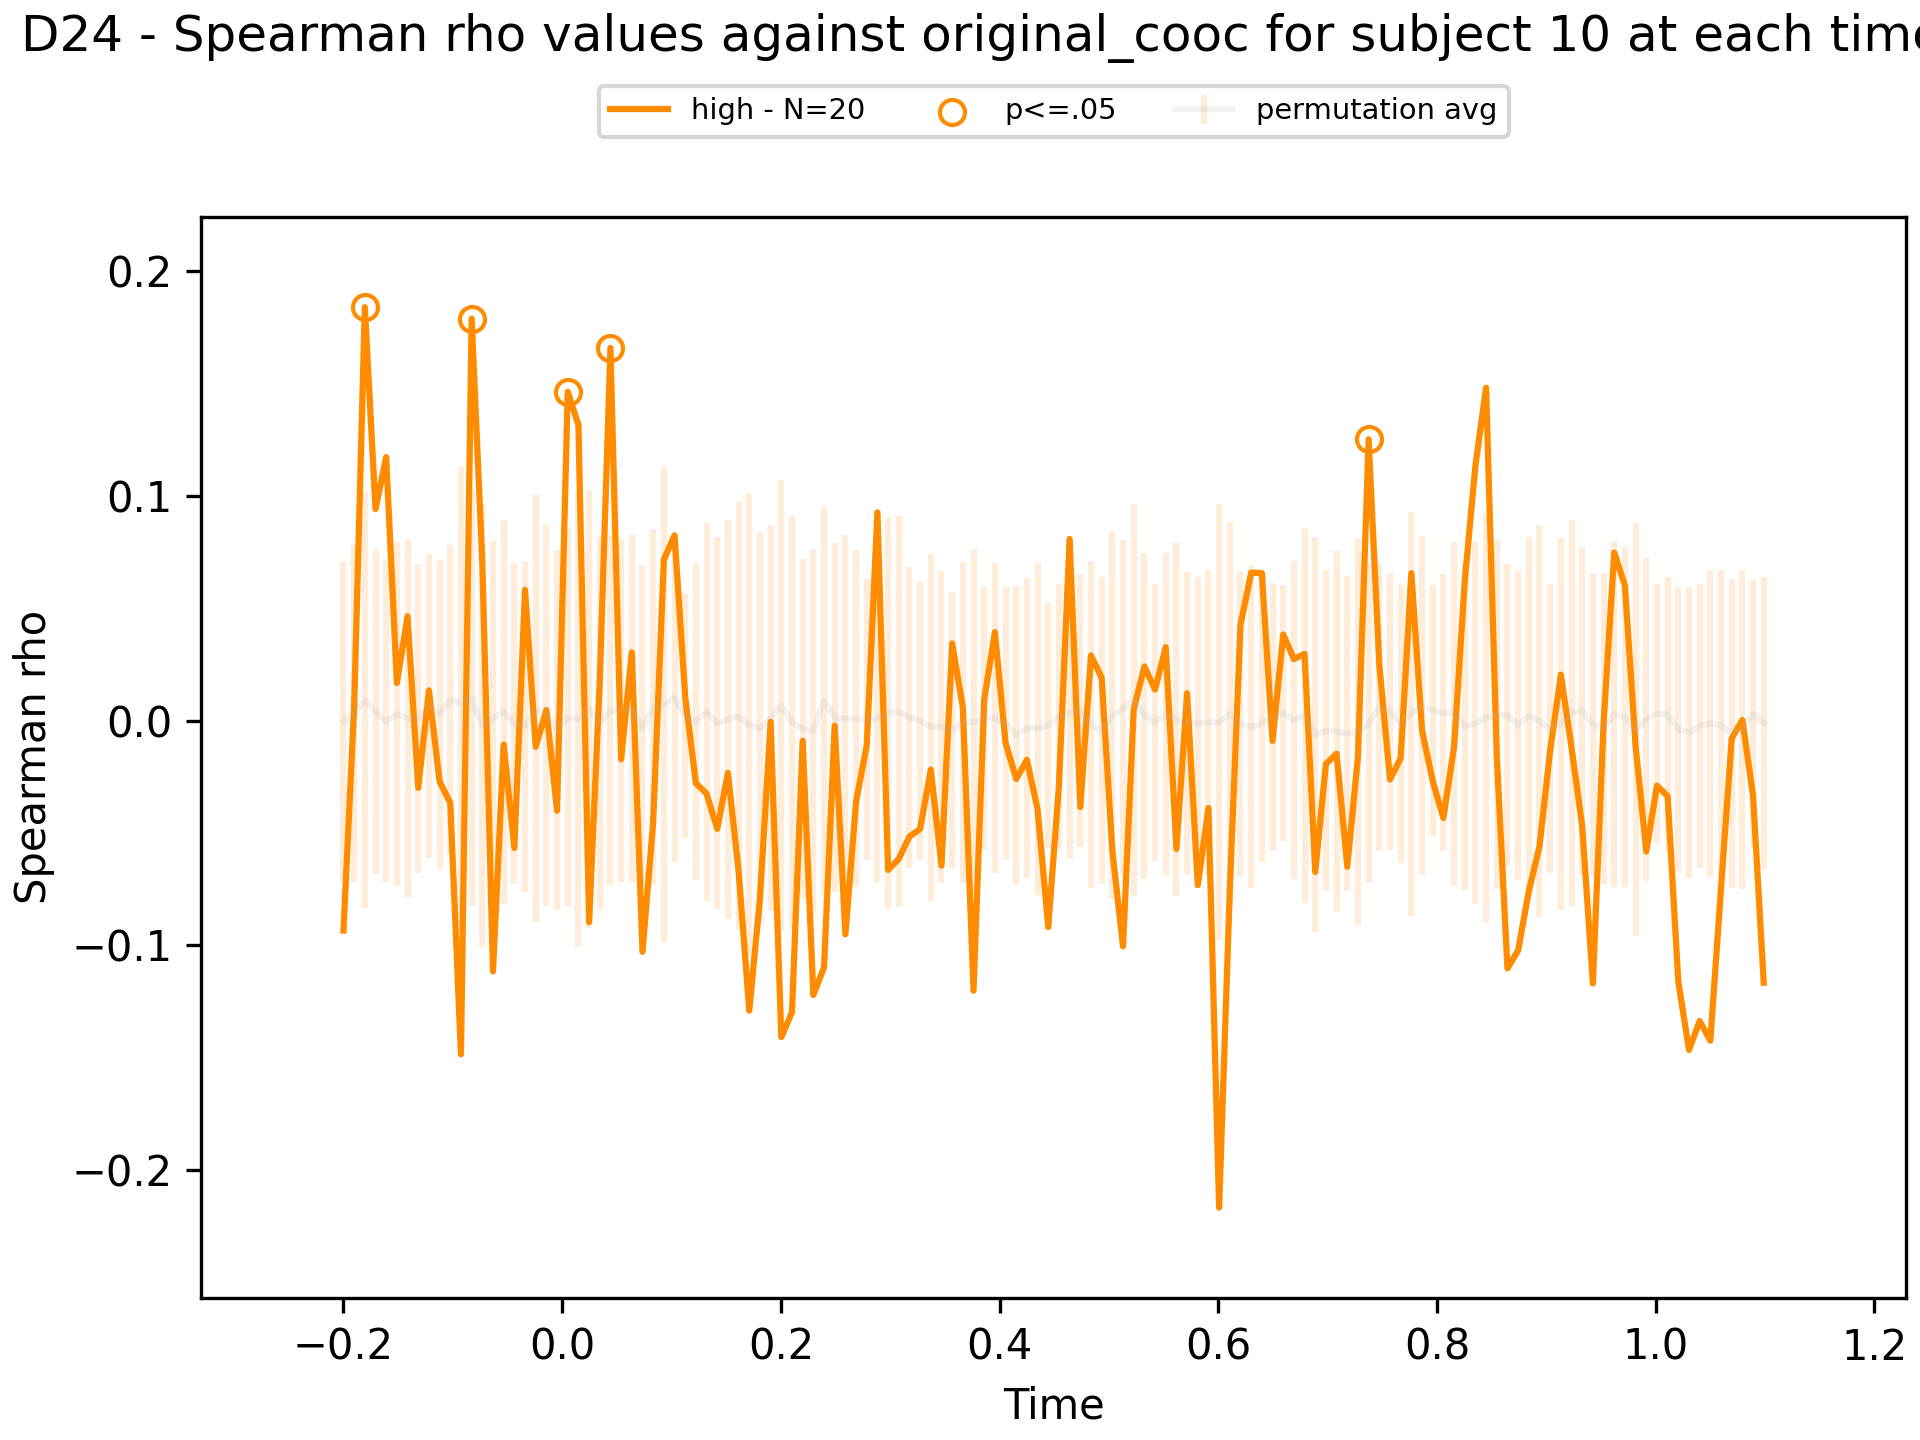 D24 - Spearman rho values against original_cooc for subject 10 at each time
high - N=20
p<=.05
permutation avg
Spearman rho
0.2
0.1
0.0
−0.1
−0.2
−0.2
0.0
0.2
0.4
0.6
0.8
1.0
1.2
Time